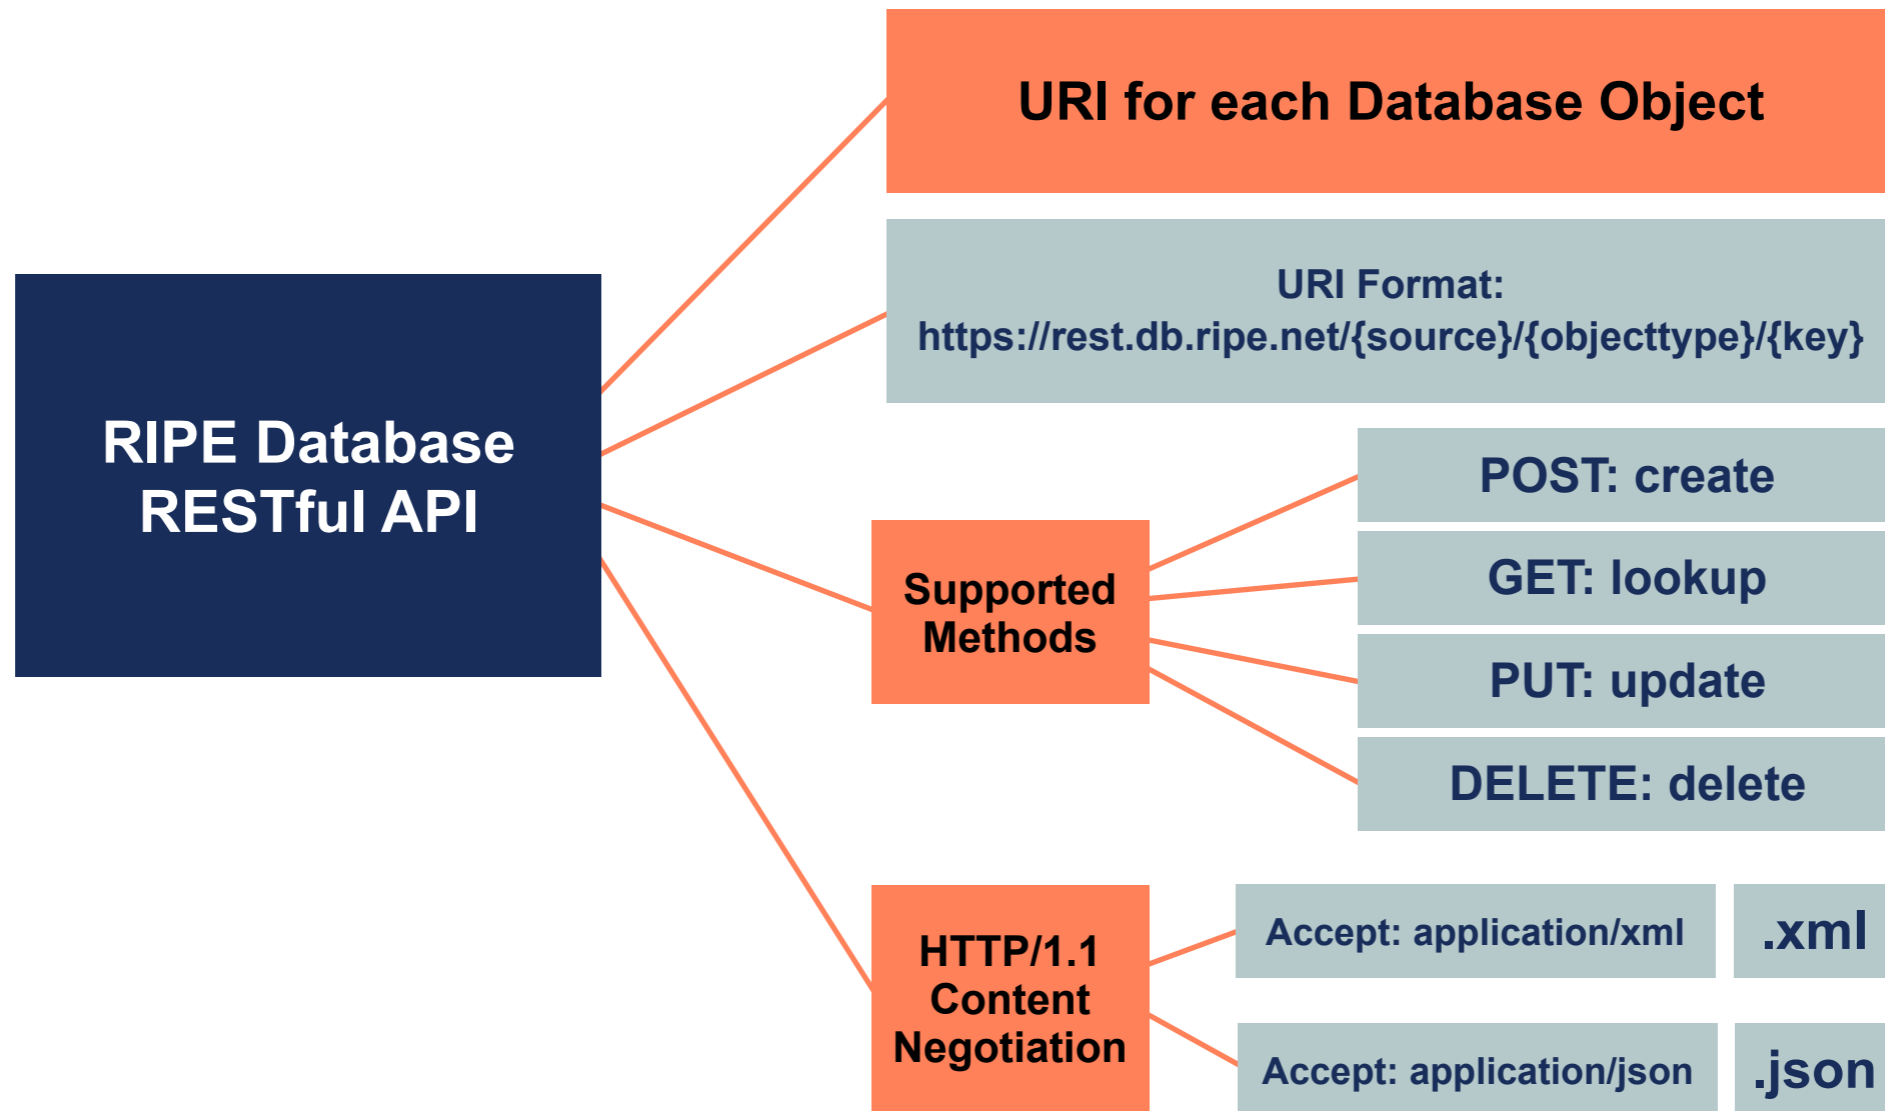 RIPE Database
RESTful API
URI for each Database Object
URI Format:
https://rest.db.ripe.net/{source}/{objecttype}/{key}
Supported
Methods
POST: create
GET: lookup
PUT: update
DELETE: delete
HTTP/1.1
Content
Negotiation
Accept: application/xml
.xml
Accept: application/json
.json